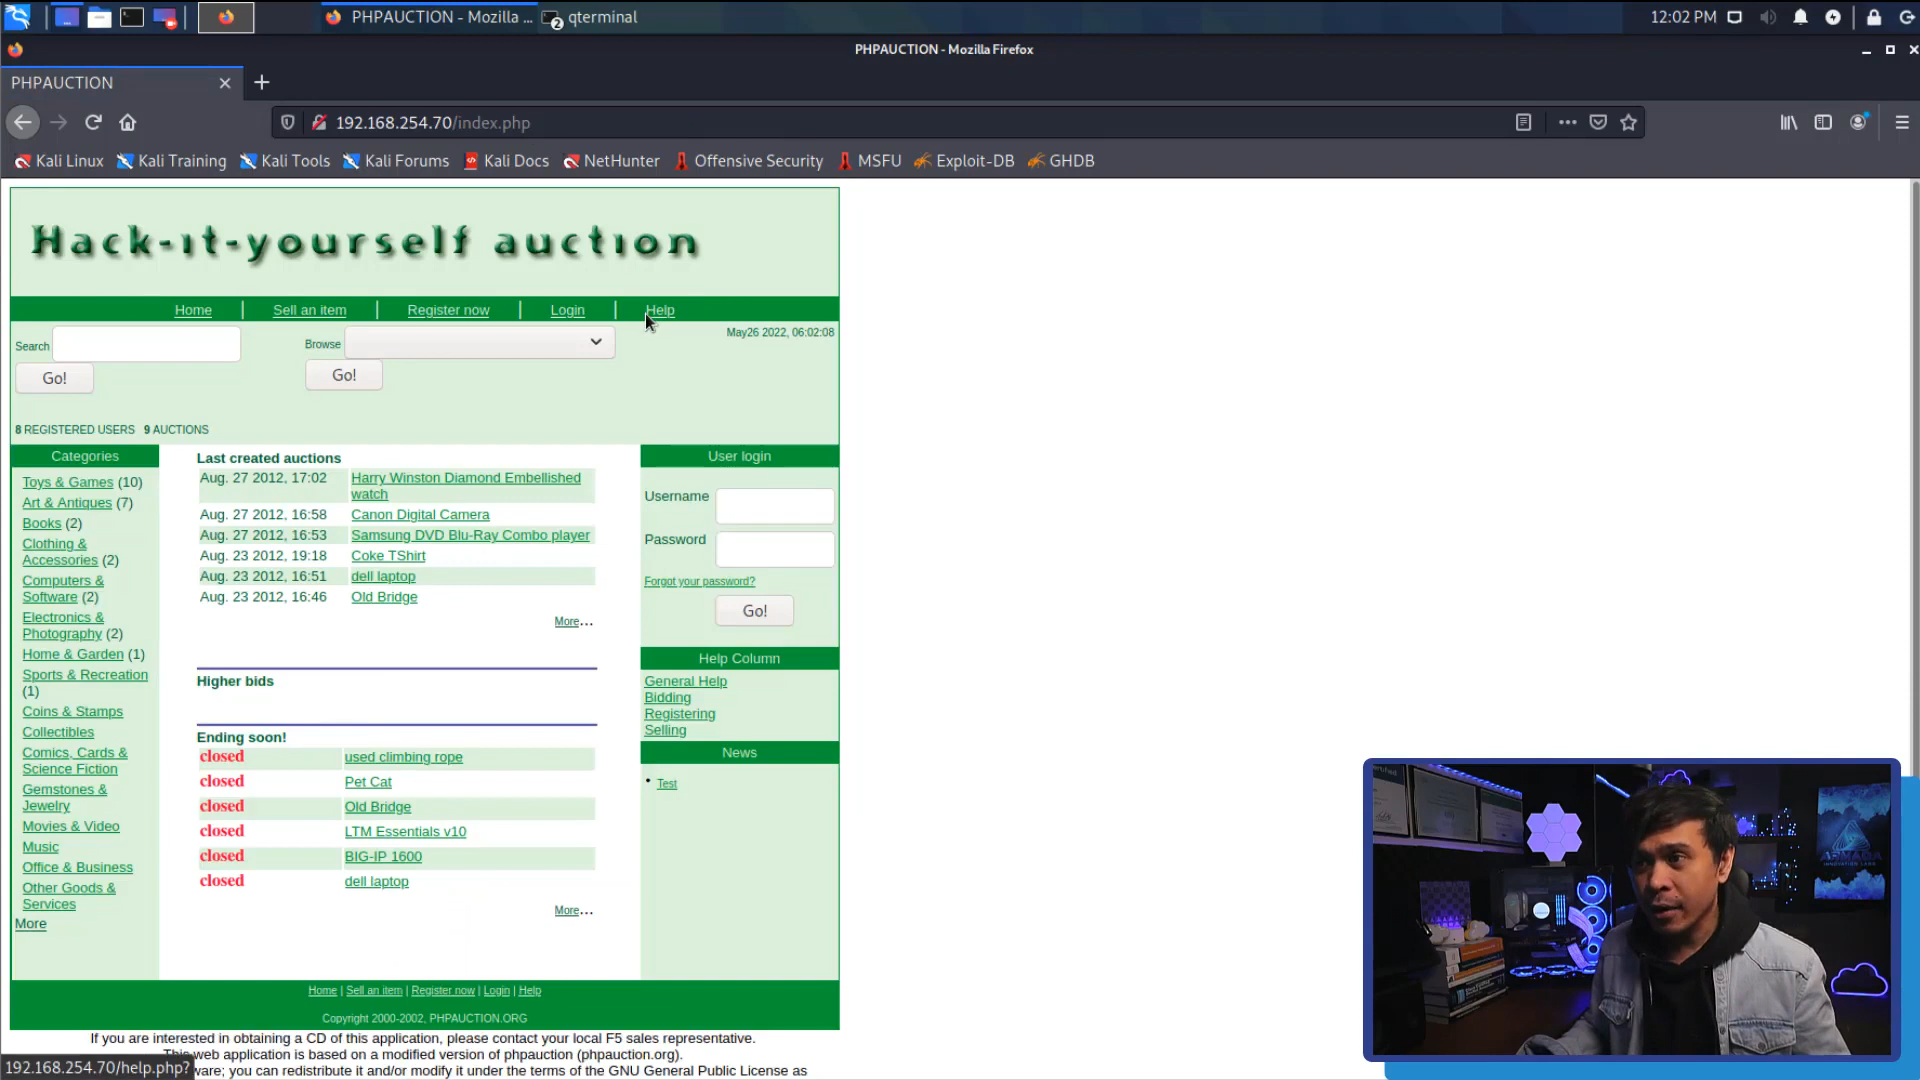 PHPAUCTION - Mozilla ...
2 qterminal
12:02 PM
PHPAUCTION - Mozilla Firefox
PHPAUCTION
192.168.254.70/index.php
Kali Linux Kali Training Kali Tools Kali Forums Kali Docs NetHunter Offensive Security MSFU Exploit-DB GHDB
Hack-it-yourself auction
Home | Sell an item | Register now | Login | Help
Search
Browse
May26 2022, 06:02:08
Go!
Go!
8 REGISTERED USERS 9 AUCTIONS
Categories
Toys & Games (10)
Art & Antiques (7)
Books (2)
Clothing &
Accessories (2)
Computers &
Software (2)
Electronics &
Photography (2)
Home & Garden (1)
Sports & Recreation
(1)
Coins & Stamps
Collectibles
Comics, Cards &
Science Fiction
Gemstones &
Jewelry
Movies & Video
Music
Office & Business
Other Goods &
Services
More
Last created auctions
Aug. 27 2012, 17:02 Harry Winston Diamond Embellished
watch
Aug. 27 2012, 16:58 Canon Digital Camera
Aug. 27 2012, 16:53 Samsung DVD Blu-Ray Combo player
Aug. 23 2012, 19:18 Coke TShirt
Aug. 23 2012, 16:51 dell laptop
Aug. 23 2012, 16:46 Old Bridge
More...
Higher bids
Ending soon!
closed used climbing rope
closed Pet Cat
closed Old Bridge
closed LTM Essentials v10
closed BIG-IP 1600
closed dell laptop
More...
User login
Username
Password
Forgot your password?
Go!
Help Column
General Help
Bidding
Registering
Selling
News
• Test
Home | Sell an item | Register now | Login | Help
Copyright 2000-2002, PHPAUCTION.ORG
If you are interested in obtaining a CD of this application, please contact your local F5 sales representative.
web application is based on a modified version of phpauction (phpauction.org).
ware; you can redistribute it and/or modify it under the terms of the GNU General Public License as
192.168.254.70/help.php?
ARMADA
INNOVATION LABS